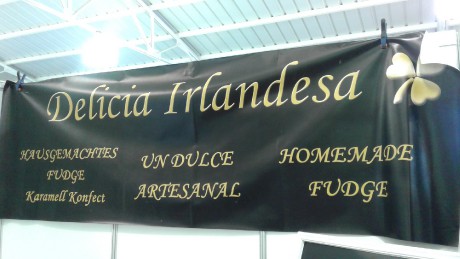 Delicia Irlandesa
HAUSGEMACHTES
FUDGE
Karamell Konfect
UN DULCE
ARTESANAL
HOMEMADE
FUDGE